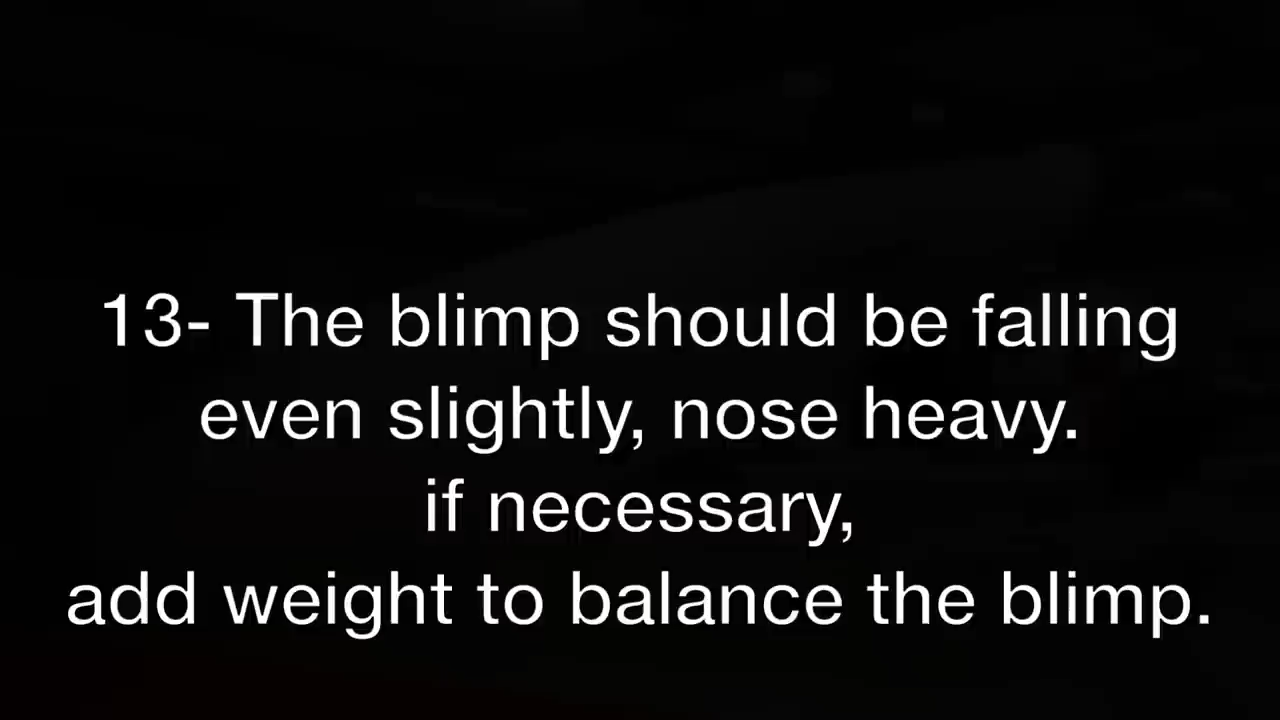 13- The blimp should be falling
even slightly, nose heavy.
if necessary,
add weight to balance the blimp.